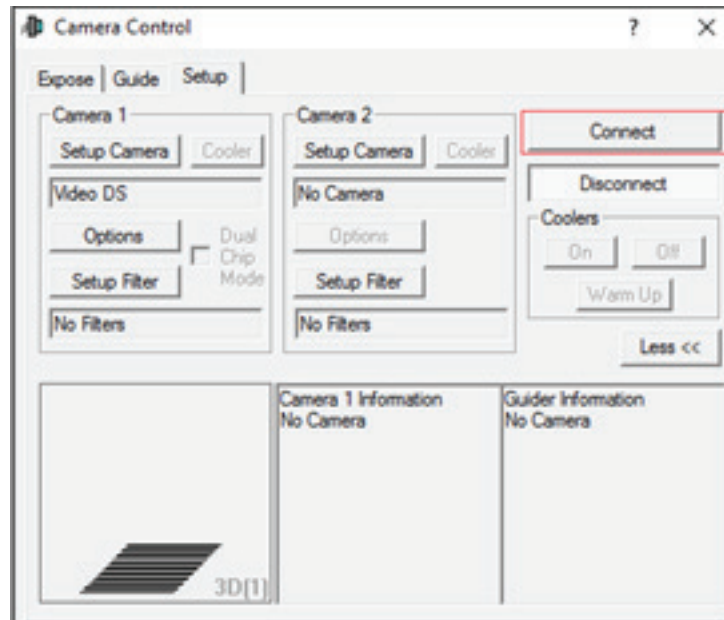 Camera Control
?
Expose
Guide
Setup
Camera 1
Setup Camera
Cooler
Video DS
Options
Dual
Chip
Mode
Setup Filter
No Filters
Camera 2
Setup Camera
Cooler
No Camera
Options
Setup Filter
No Filters
Connect
Disconnect
Coolers
On
Off
Warm Up
Less <<
3D[1]
Camera 1 Information
No Camera
Guider Information
No Camera